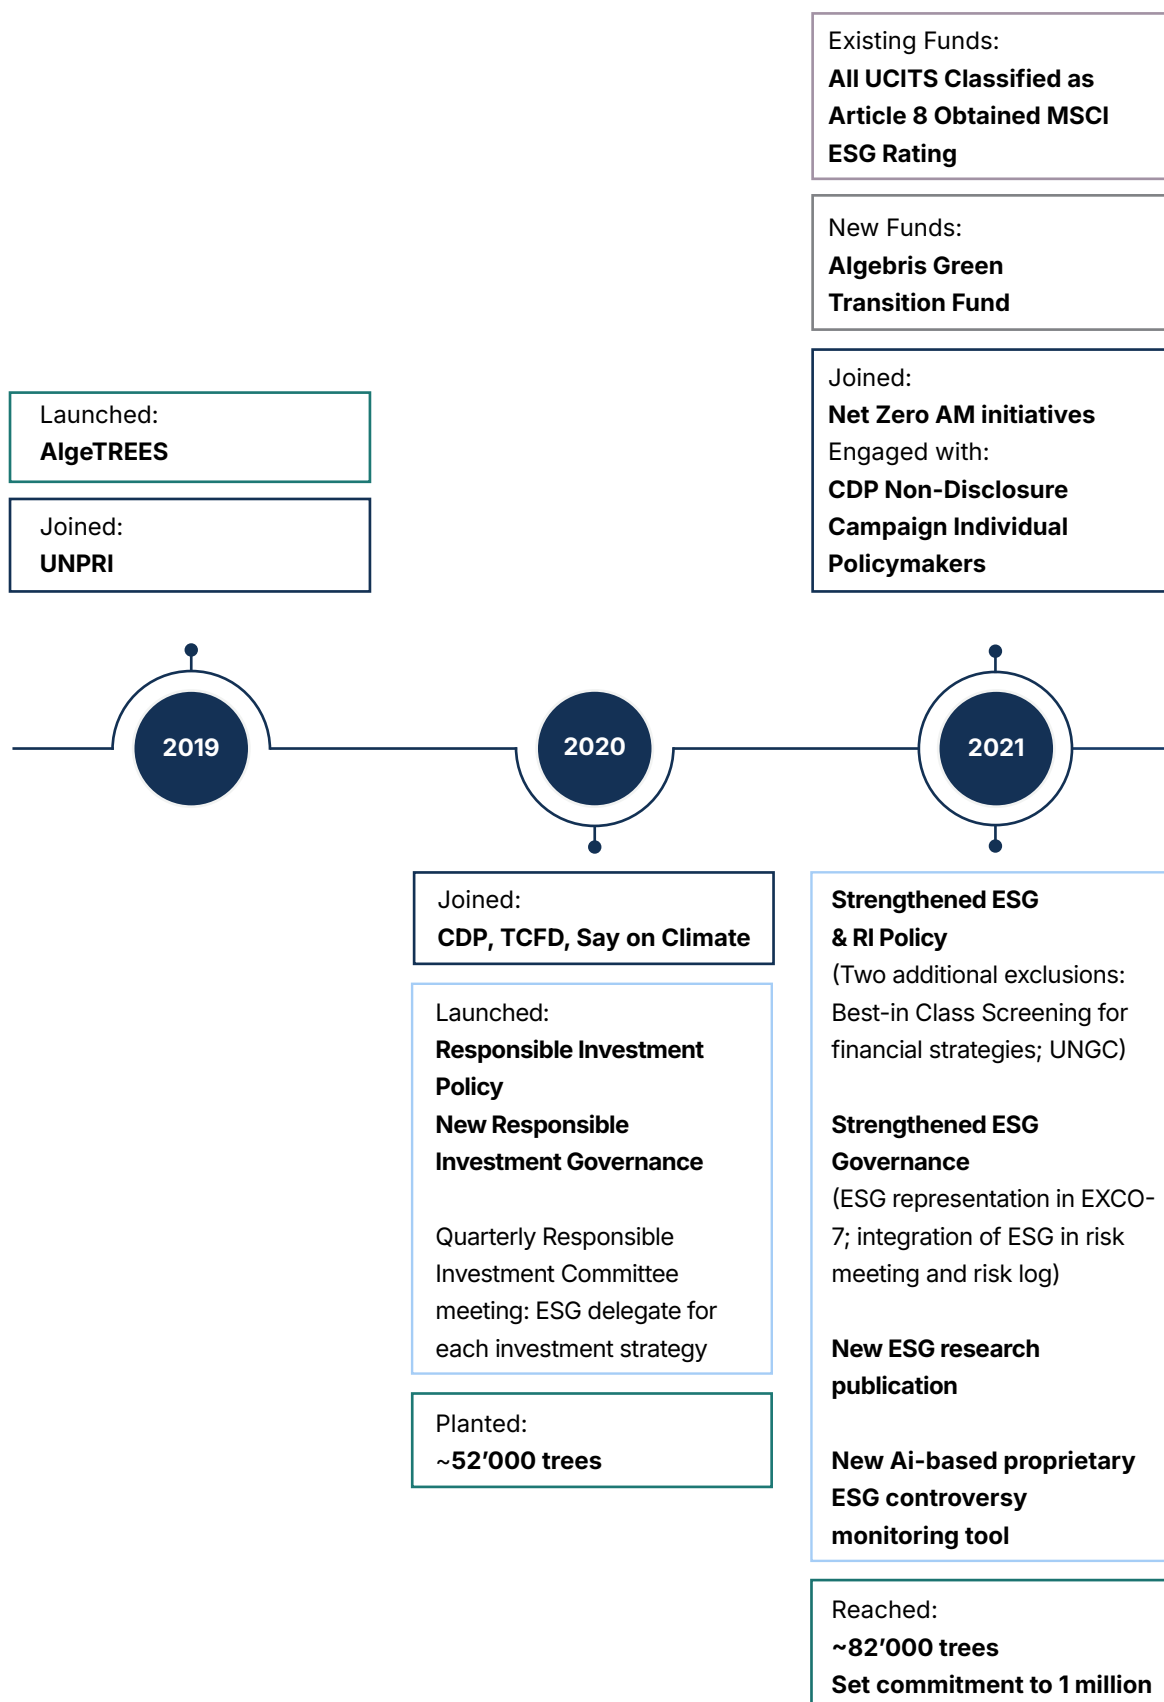 Existing Funds:
All UCITS Classified as
Article 8 Obtained MSCI
ESG Rating
New Funds:
Algebris Green
Transition Fund
Joined:
Net Zero AM initiatives
Engaged with:
CDP Non-Disclosure
Campaign Individual
Policymakers
Launched:
AlgeTREES
Joined:
UNPRI
2019
2020
2021
Joined:
CDP, TCFD, Say on Climate
Launched:
Responsible Investment
Policy
New Responsible
Investment Governance
Quarterly Responsible
Investment Committee
meeting: ESG delegate for
each investment strategy
Planted:
~52’000 trees
Strengthened ESG
& RI Policy
(Two additional exclusions:
Best-in Class Screening for
financial strategies; UNGC)
Strengthened ESG
Governance
(ESG representation in EXCO-
7; integration of ESG in risk
meeting and risk log)
New ESG research
publication
New Ai-based proprietary
ESG controversy
monitoring tool
Reached:
~82’000 trees
Set commitment to 1 million